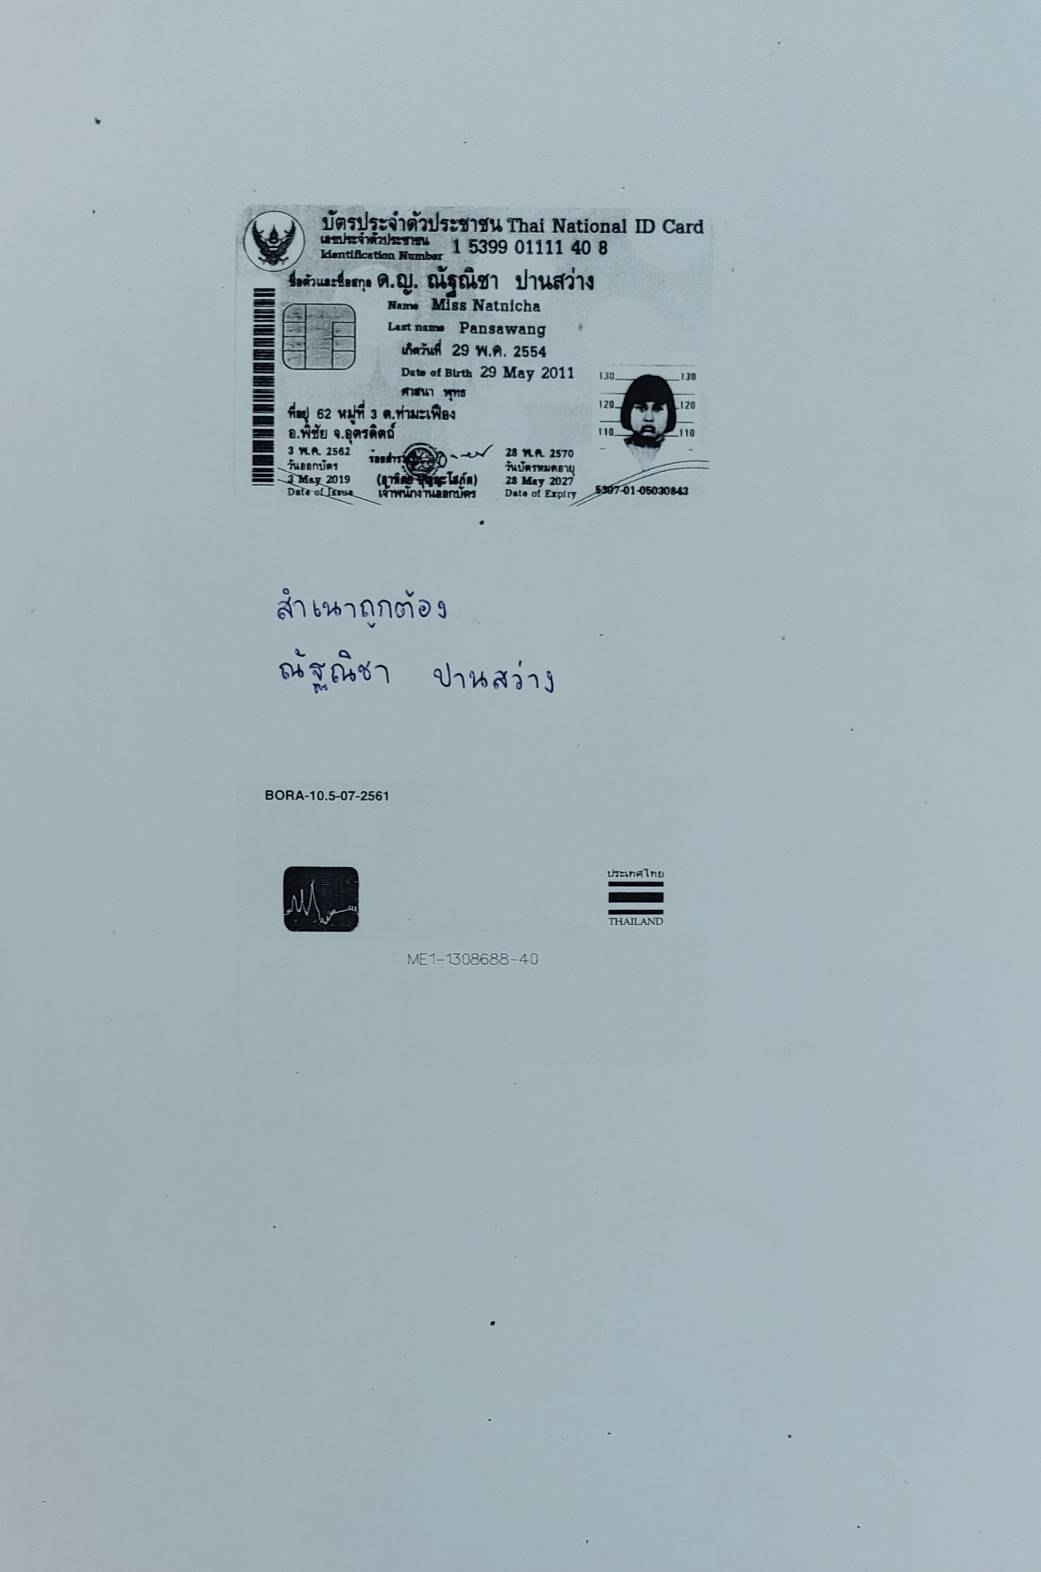 บัตรประจำตัวประชาชน Thai National ID Card
เลขประจำตัวประชาชน
Identification Number 1 5399 01111 40 8
ชื่อตัวและชื่อสกุล ด.ญ. ณัฐณิชา ปานสว่าง
Name Miss Natnicha
Last name Pansawang
เกิดวันที่ 29 พ.ค. 2554
Date of Birth 29 May 2011
ศาสนา พุทธ
ที่อยู่ 62 หมู่ที่ 3 ต.ท่ามะเฟือง
อ.พิชัย จ.อุตรดิตถ์
130 130
120 120
110 110
3 พ.ค. 2562
วันออกบัตร
3 May 2019
Date of Issue
เจ้าพนักงานออกบัตร
28 พ.ค. 2570
วันบัตรหมดอายุ
28 May 2027
Date of Expiry
5307-01-05030843
สำเนาถูกต้อง
ณัฐณิชา ปานสว่าง
BORA-10.5-07-2561
ประเทศไทย
THAILAND
ME1-1308688-40